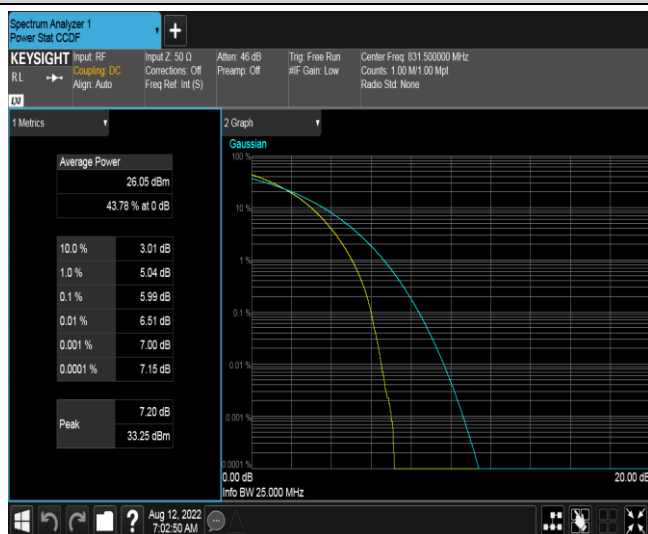 Spectrum Analyzer 1
Power Stat CCDF
+
KEYSIGHT
RL
LXI
Input: RF
Coupling: DC
Align: Auto
Input Z: 50 Ω
Corrections: Off
Freq Ref: Int (S)
Atten: 46 dB
Preamp: Off
Trig: Free Run
#IF Gain: Low
Center Freq: 831.500000 MHz
Counts: 1.00 M/1.00 Mpt
Radio Std: None
1 Metrics
Average Power
26.05 dBm
43.78 % at 0 dB
10.0 % 3.01 dB
1.0 % 5.04 dB
0.1 % 5.99 dB
0.01 % 6.51 dB
0.001 % 7.00 dB
0.0001 % 7.15 dB
Peak
7.20 dB
33.25 dBm
2 Graph
Gaussian
100 %
10 %
1 %
0.1 %
0.01 %
0.001 %
0.0001 %
0.00 dB 20.00 dB
Info BW 25.000 MHz
?
Aug 12, 2022
7:02:50 AM